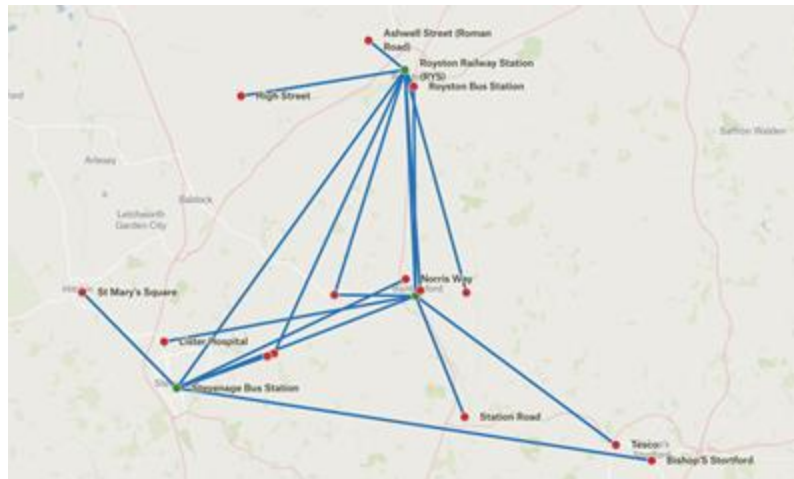 Ashwell Street (Roman
Road)
Royston Railway Station
(RYS)
Royston Bus Station
High Street
Saffron Walden
Arlesey
Baldock
Letchworth
Garden City
Norris Way
St Mary's Square
Lister Hospital
Stevenage Bus Station
Station Road
Tesco
Bishop'S Stortford